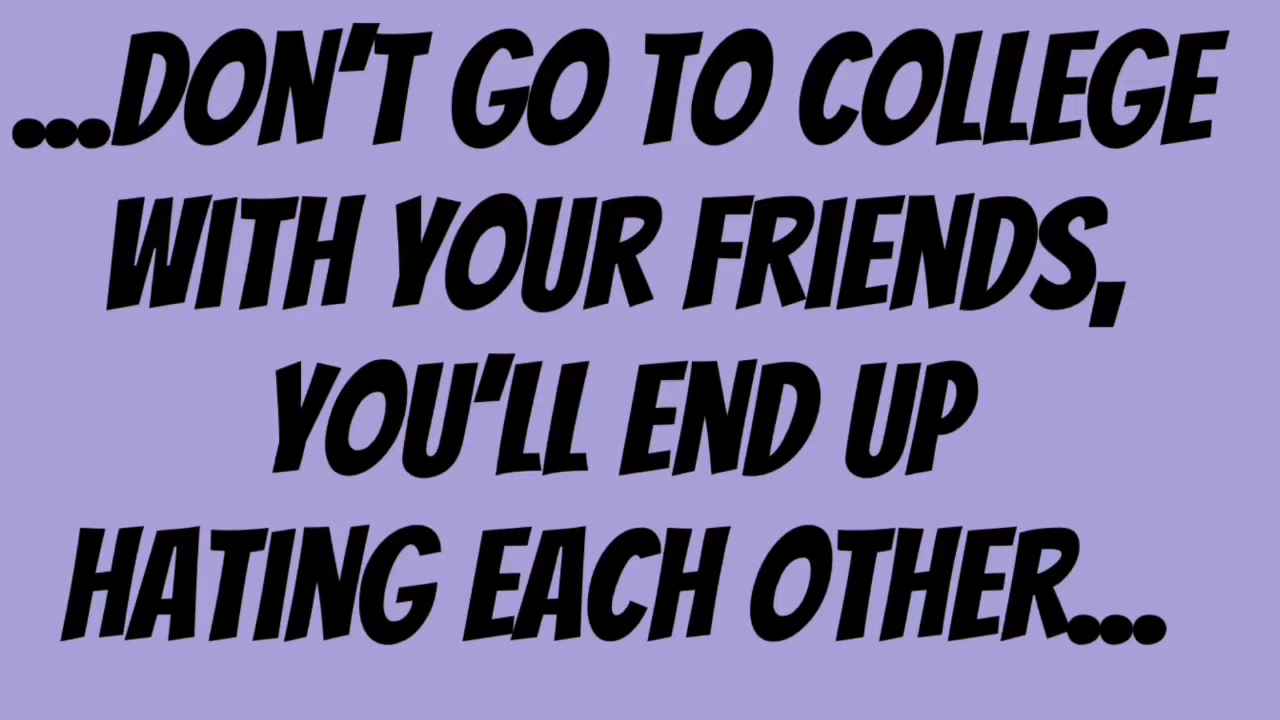 ...DON'T GO TO COLLEGE
WITH YOUR FRIENDS,
YOU'LL END UP
HATING EACH OTHER...